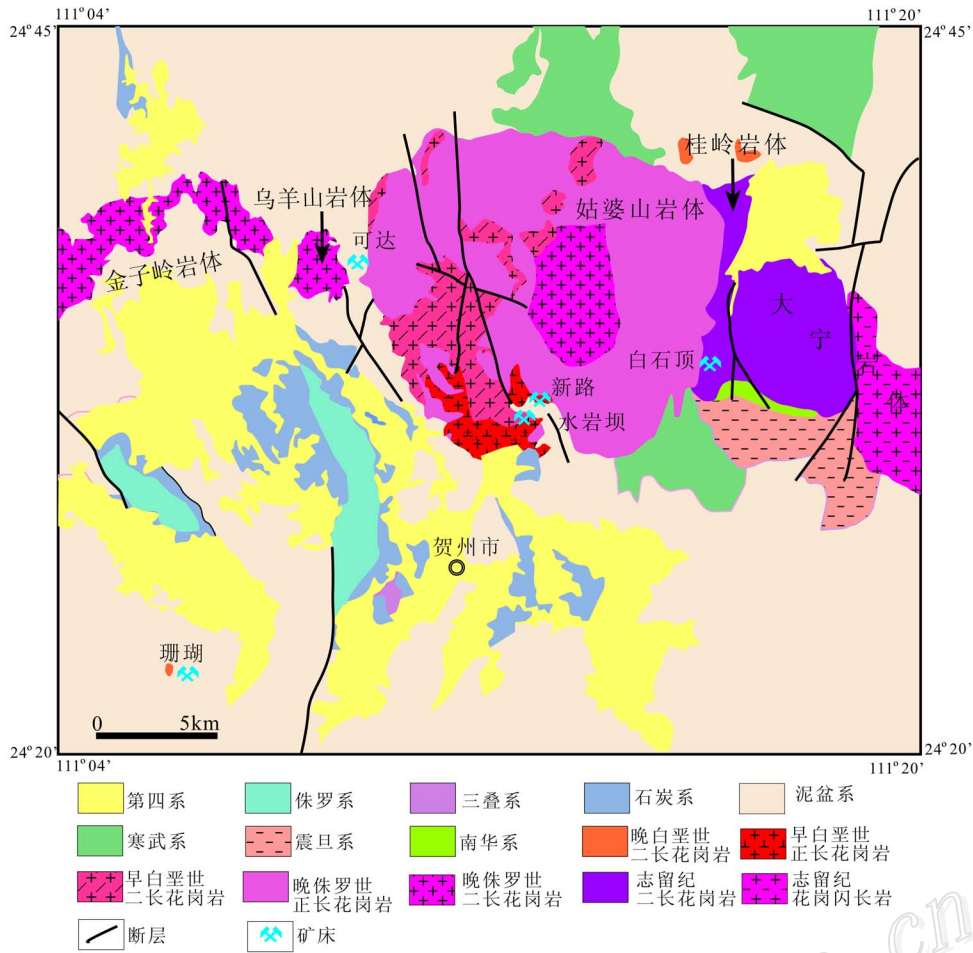 111°04’ 111°20’
24°45’ 24°45’
桂岭岩体
乌羊山岩体
姑婆山岩体
可达
金子岭岩体
大宁岩体
白石顶
新路
水岩坝
贺州市
珊瑚
0 5km
24°20’ 24°20’
111°04’ 111°20’
第四系 侏罗系 三叠系 石炭系 泥盆系
寒武系 震旦系 南华系 晚白垩世 早白垩世
二长花岗岩 正长花岗岩
早白垩世 晚侏罗世 晚侏罗世 志留纪 志留纪
二长花岗岩 正长花岗岩 二长花岗岩 二长花岗岩 花岗闪长岩
断层 矿床
cn